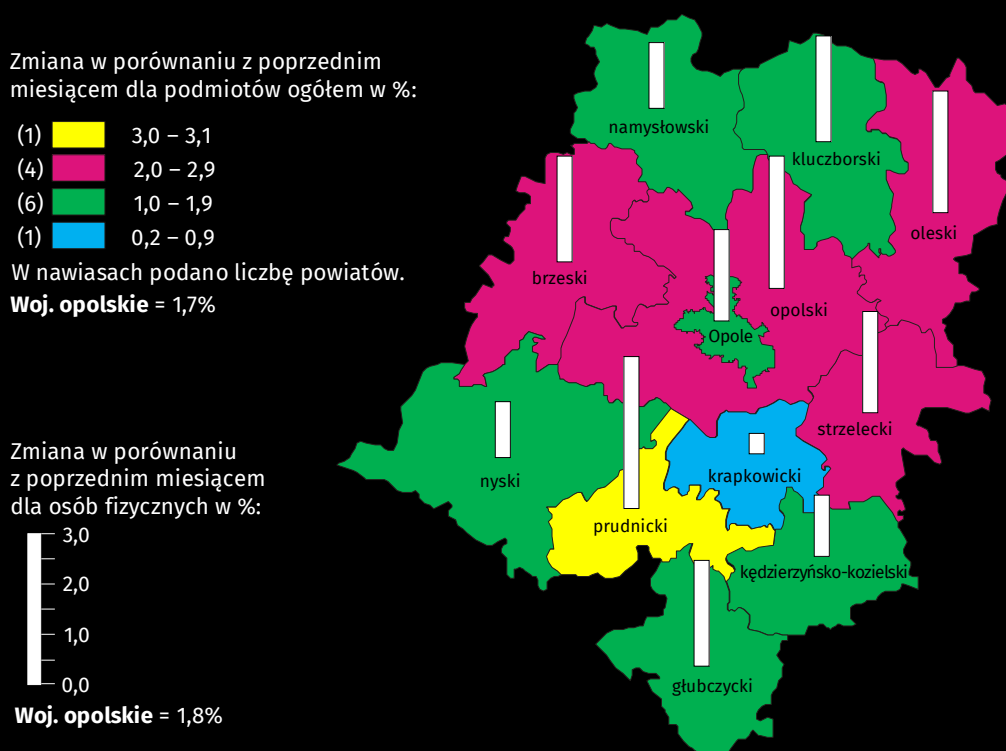 Zmiana w porównaniu z poprzednim
miesiącem dla podmiotów ogółem w %:
(1) 3,0 – 3,1
(4) 2,0 – 2,9
(6) 1,0 – 1,9
(1) 0,2 – 0,9
W nawiasach podano liczbę powiatów.
Woj. opolskie = 1,7%
namysłowski
kluczborski
oleski
brzeski
opolski
Opole
strzelecki
nyski
krapkowicki
prudnicki
kędzierzyńsko-kozielski
głubczycki
Zmiana w porównaniu
z poprzednim miesiącem
dla osób fizycznych w %:
3,0
2,0
1,0
0,0
Woj. opolskie = 1,8%